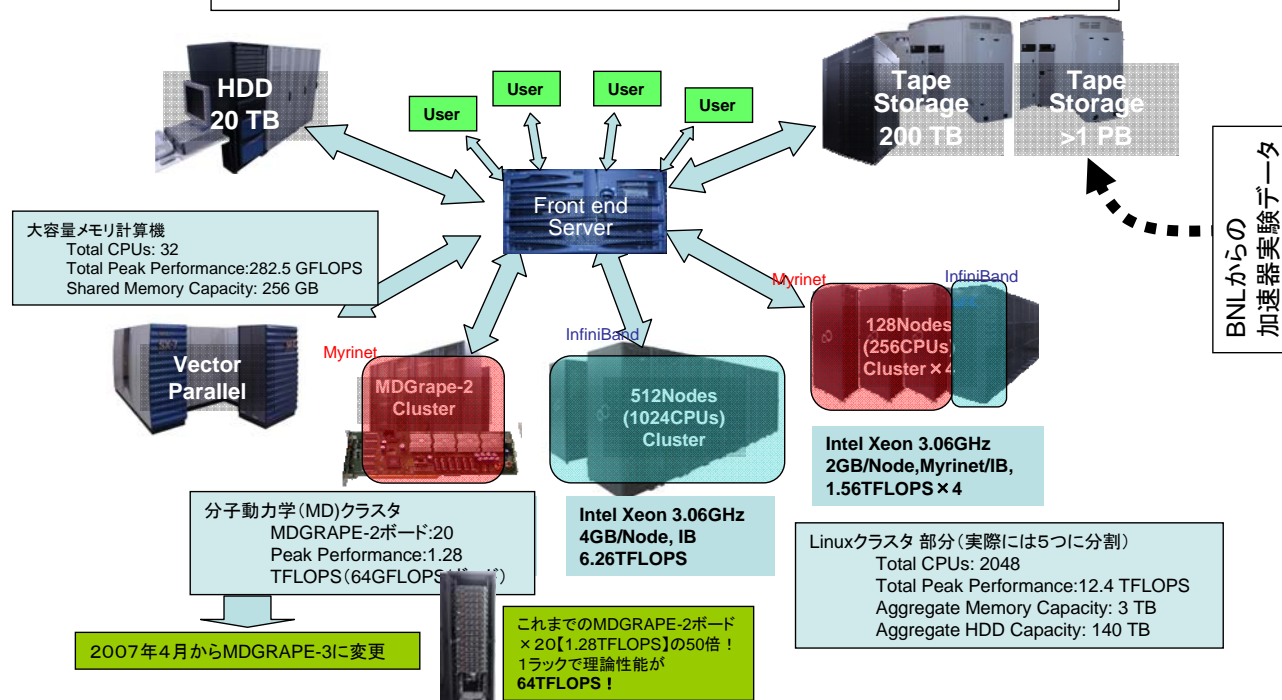 HDD
20 TB
User
User
User
User
Tape
Storage
200 TB
Tape
Storage
>1 PB
BNLからの
加速器実験データ
Front end
Server
大容量メモリ計算機
Total CPUs: 32
Total Peak Performance:282.5 GFLOPS
Shared Memory Capacity: 256 GB
Vector
Parallel
Myrinet
MDGrape-2
Cluster
InfiniBand
512Nodes
(1024CPUs)
Cluster
Myrinet
InfiniBand
128Nodes
(256CPUs)
Cluster×4
Intel Xeon 3.06GHz
2GB/Node,Myrinet/IB,
1.56TFLOPS×4
分子動力学(MD)クラスタ
MDGRAPE-2ボード:20
Peak Performance:1.28
TFLOPS(64GFLOPS ボード)
Intel Xeon 3.06GHz
4GB/Node, IB
6.26TFLOPS
Linuxクラスタ 部分(実際には5つに分割)
Total CPUs: 2048
Total Peak Performance:12.4 TFLOPS
Aggregate Memory Capacity: 3 TB
Aggregate HDD Capacity: 140 TB
2007年4月からMDGRAPE-3に変更
これまでのMDGRAPE-2ボード
×20【1.28TFLOPS】の50倍!
1ラックで理論性能が
64TFLOPS!